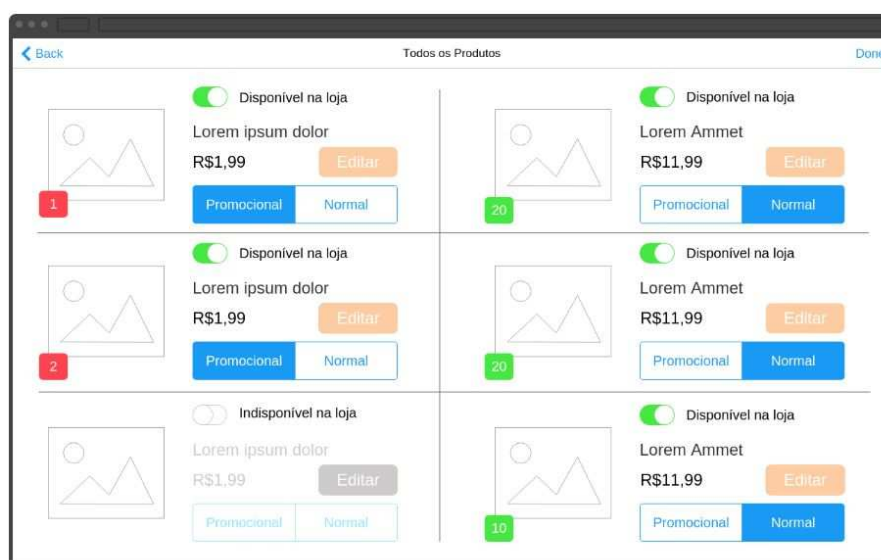 Back Todos os Produtos Done
Disponível na loja
Lorem ipsum dolor
R$1,99 Editar
1 Promocional Normal
Disponível na loja
Lorem Ammet
R$11,99 Editar
20 Promocional Normal
Disponível na loja
Lorem ipsum dolor
R$1,99 Editar
2 Promocional Normal
Disponível na loja
Lorem Ammet
R$11,99 Editar
20 Promocional Normal
Indisponível na loja
Lorem ipsum dolor
R$1,99 Editar
Promocional Normal
Disponível na loja
Lorem Ammet
R$11,99 Editar
10 Promocional Normal